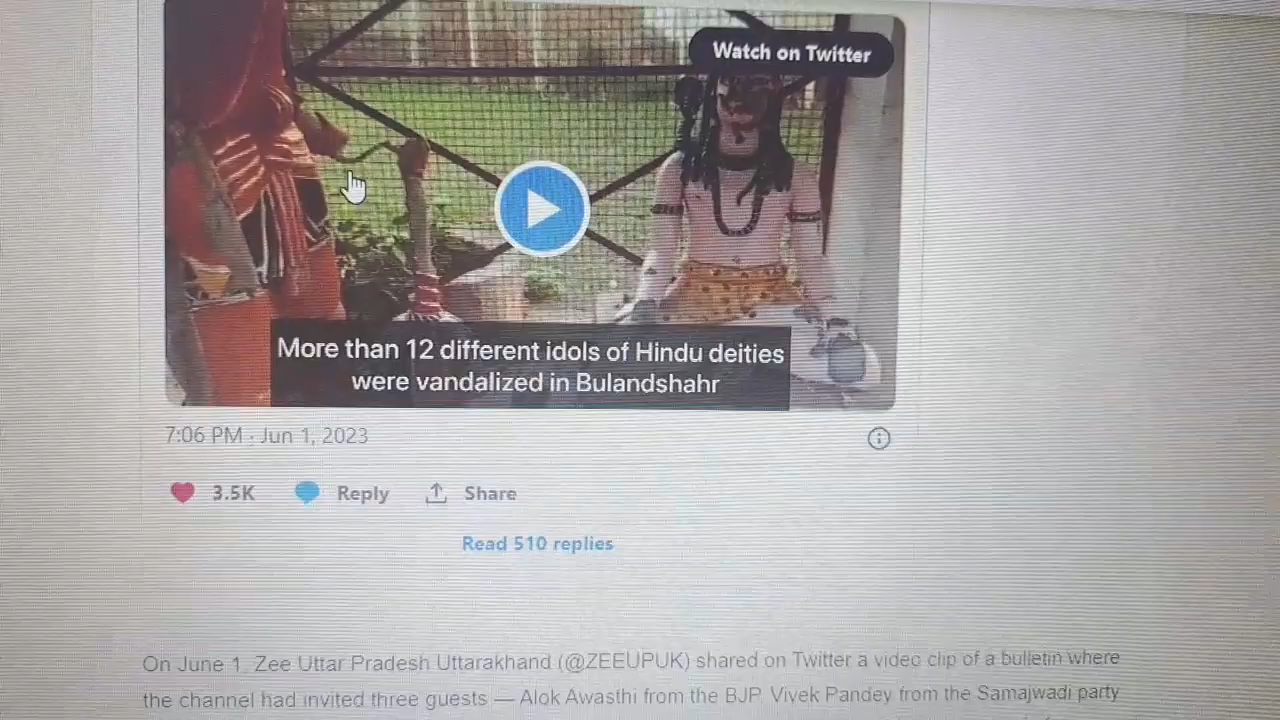 Watch on Twitter
More than 12 different idols of Hindu deities
were vandalized in Bulandshahr
7:06 PM · Jun 1, 2023
3.5K Reply Share
Read 510 replies
On June 1, Zee Uttar Pradesh Uttarakhand (@ZEEUPUK) shared on Twitter a video clip of a bulletin where
the channel had invited three guests — Alok Awasthi from the BJP, Vivek Pandey from the Samajwadi party